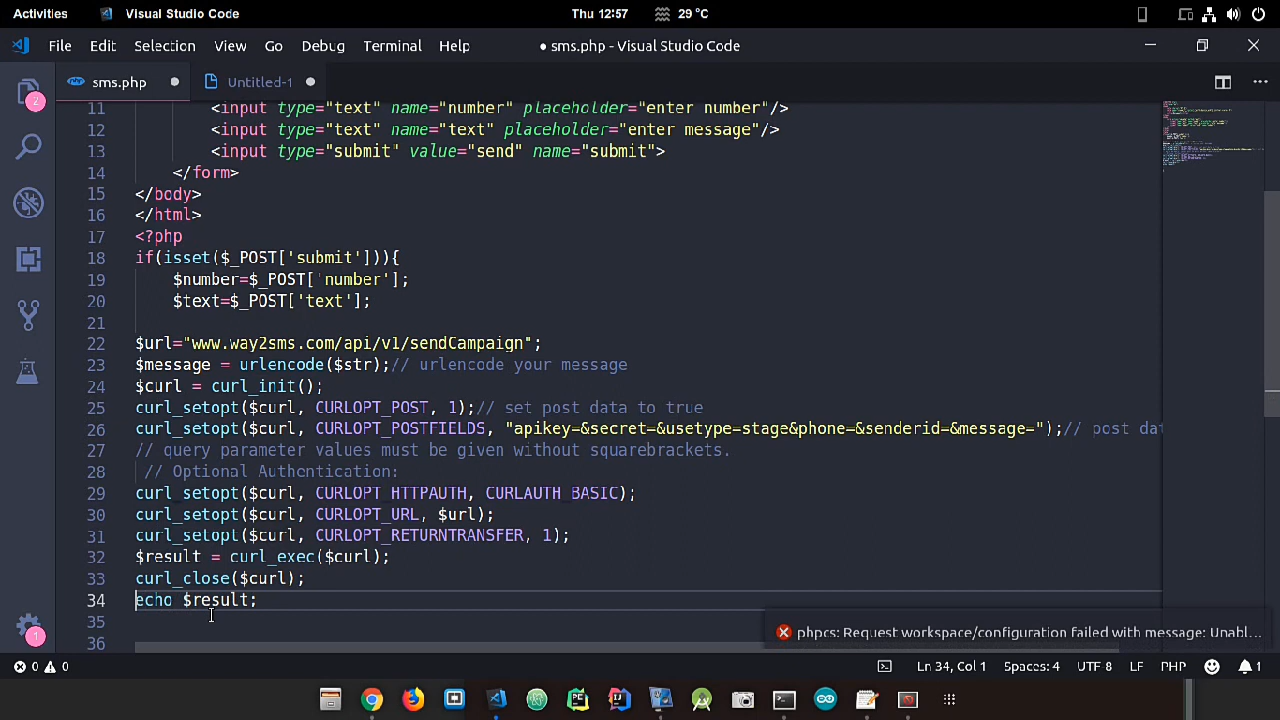 Activities Visual Studio Code Thu 12:57 29 °C
File Edit Selection View Go Debug Terminal Help ● sms.php - Visual Studio Code
sms.php Untitled-1
11 <input type="text" name="number" placeholder="enter number"/>
12 <input type="text" name="text" placeholder="enter message"/>
13 <input type="submit" value="send" name="submit">
14 </form>
15 </body>
16 </html>
17 <?php
18 if(isset($_POST['submit'])){
19 $number=$_POST['number'];
20 $text=$_POST['text'];
21
22 $url="www.way2sms.com/api/v1/sendCampaign";
23 $message = urlencode($str);// urlencode your message
24 $curl = curl_init();
25 curl_setopt($curl, CURLOPT_POST, 1);// set post data to true
26 curl_setopt($curl, CURLOPT_POSTFIELDS, "apikey=&secret=&usetype=stage&phone=&senderid=&message=");// post dat
27 // query parameter values must be given without squarebrackets.
28 // Optional Authentication:
29 curl_setopt($curl, CURLOPT_HTTPAUTH, CURLAUTH_BASIC);
30 curl_setopt($curl, CURLOPT_URL, $url);
31 curl_setopt($curl, CURLOPT_RETURNTRANSFER, 1);
32 $result = curl_exec($curl);
33 curl_close($curl);
34 echo $result;
35
36
phpcs: Request workspace/configuration failed with message: Unabl...
0 0 Ln 34, Col 1 Spaces: 4 UTF-8 LF PHP 1
2
1